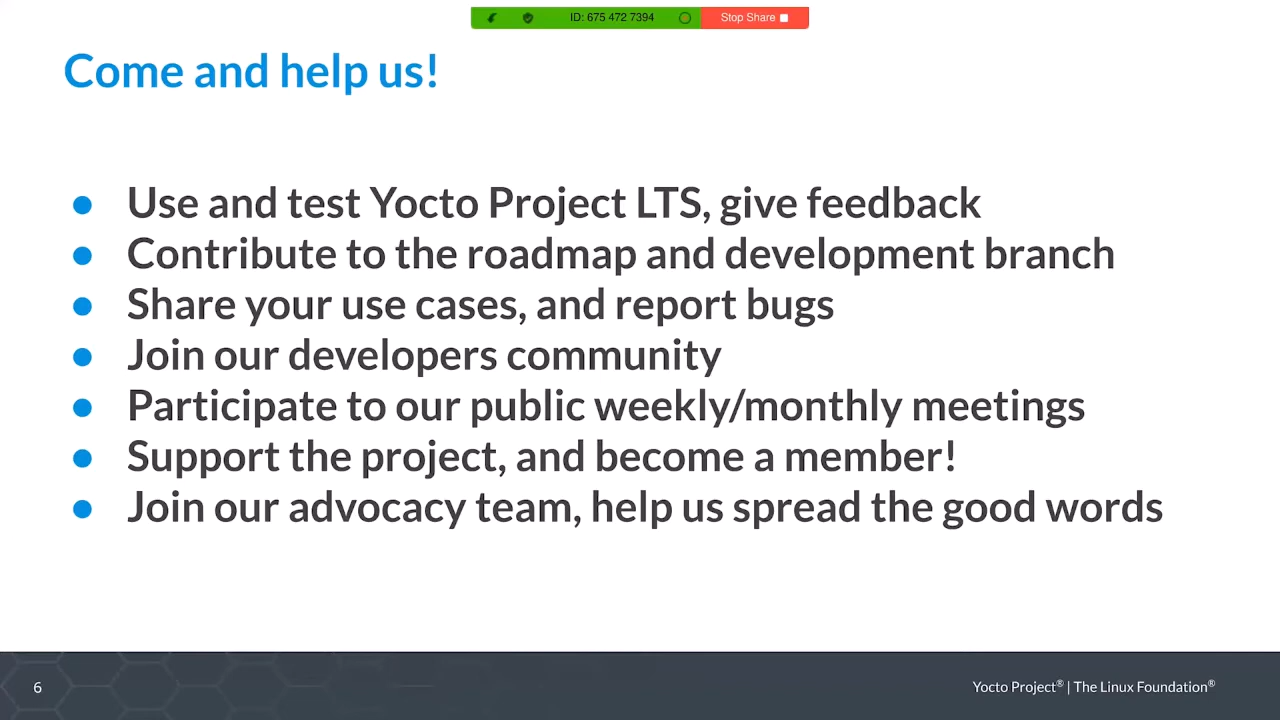 ID: 675 472 7394 Stop Share
Come and help us!
● Use and test Yocto Project LTS, give feedback
● Contribute to the roadmap and development branch
● Share your use cases, and report bugs
● Join our developers community
● Participate to our public weekly/monthly meetings
● Support the project, and become a member!
● Join our advocacy team, help us spread the good words
6 Yocto Project® | The Linux Foundation®